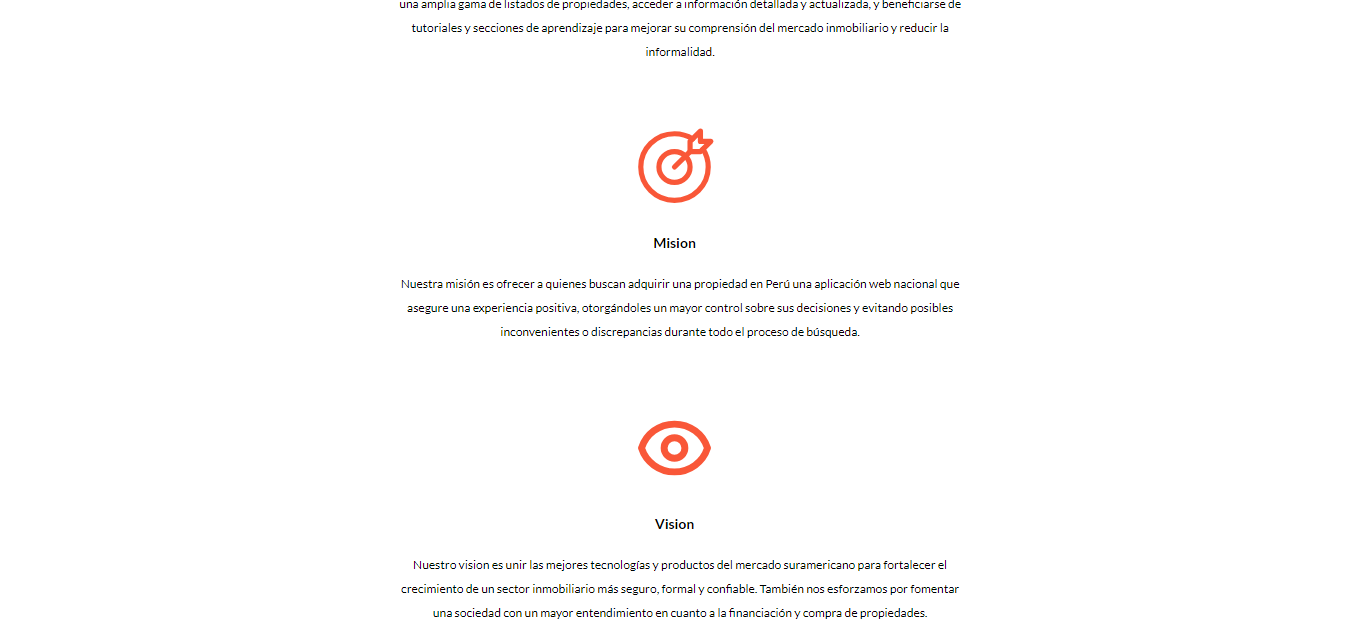 una amplia gama de listados de propiedades, acceder a información detallada y actualizada, y beneficiarse de
tutoriales y secciones de aprendizaje para mejorar su comprensión del mercado inmobiliario y reducir la
informalidad.
Mision
Nuestra misión es ofrecer a quienes buscan adquirir una propiedad en Perú una aplicación web nacional que
asegure una experiencia positiva, otorgándoles un mayor control sobre sus decisiones y evitando posibles
inconvenientes o discrepancias durante todo el proceso de búsqueda.
Vision
Nuestro vision es unir las mejores tecnologías y productos del mercado suramericano para fortalecer el
crecimiento de un sector inmobiliario más seguro, formal y confiable. También nos esforzamos por fomentar
una sociedad con un mayor entendimiento en cuanto a la financiación y compra de propiedades.